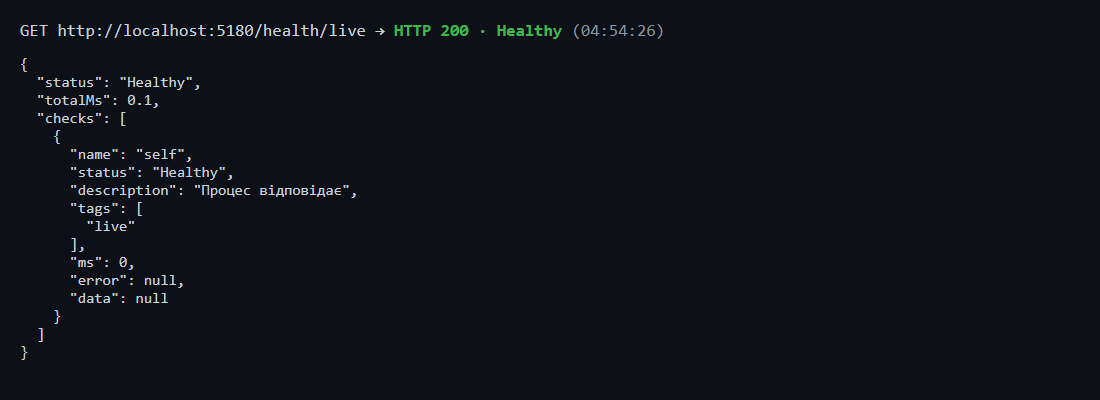 GET http://localhost:5180/health/live → HTTP 200 · Healthy (04:54:26)
{
  "status": "Healthy",
  "totalMs": 0.1,
  "checks": [
    {
      "name": "self",
      "status": "Healthy",
      "description": "Процес відповідає",
      "tags": [
        "live"
      ],
      "ms": 0,
      "error": null,
      "data": null
    }
  ]
}